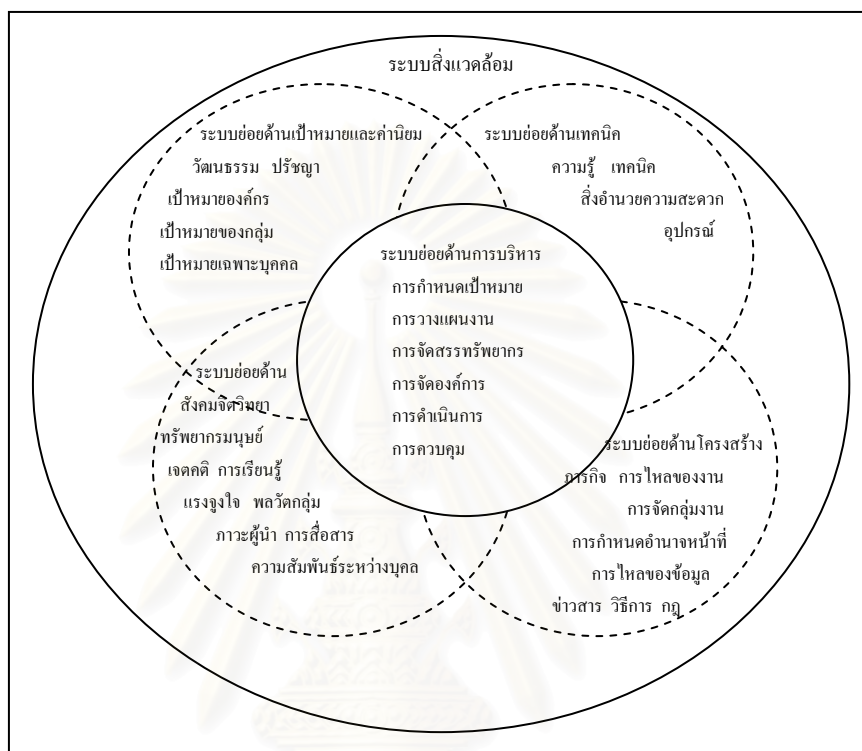 ระบบสิ่งแวดล้อม
ระบบย่อยด้านเป้าหมายและค่านิยม
วัฒนธรรม ปรัชญา
เป้าหมายองค์กร
เป้าหมายของกลุ่ม
เป้าหมายเฉพาะบุคคล
ระบบย่อยด้านเทคนิค
ความรู้ เทคนิค
สิ่งอำนวยความสะดวก
อุปกรณ์
ระบบย่อยด้านการบริหาร
การกำหนดเป้าหมาย
การวางแผนงาน
การจัดสรรทรัพยากร
การจัดองค์การ
การดำเนินการ
การควบคุม
ระบบย่อยด้าน
สังคมจิตวิทยา
ทรัพยากรมนุษย์
เจตคติ การเรียนรู้
แรงจูงใจ พลวัตกลุ่ม
ภาวะผู้นำ การสื่อสาร
ความสัมพันธ์ระหว่างบุคล
ระบบย่อยด้านโครงสร้าง
ภารกิจ การไหลของงาน
การจัดกลุ่มงาน
การกำหนดอำนาจหน้าที่
การไหลของข้อมูล
ข่าวสาร วิธีการ กฎ